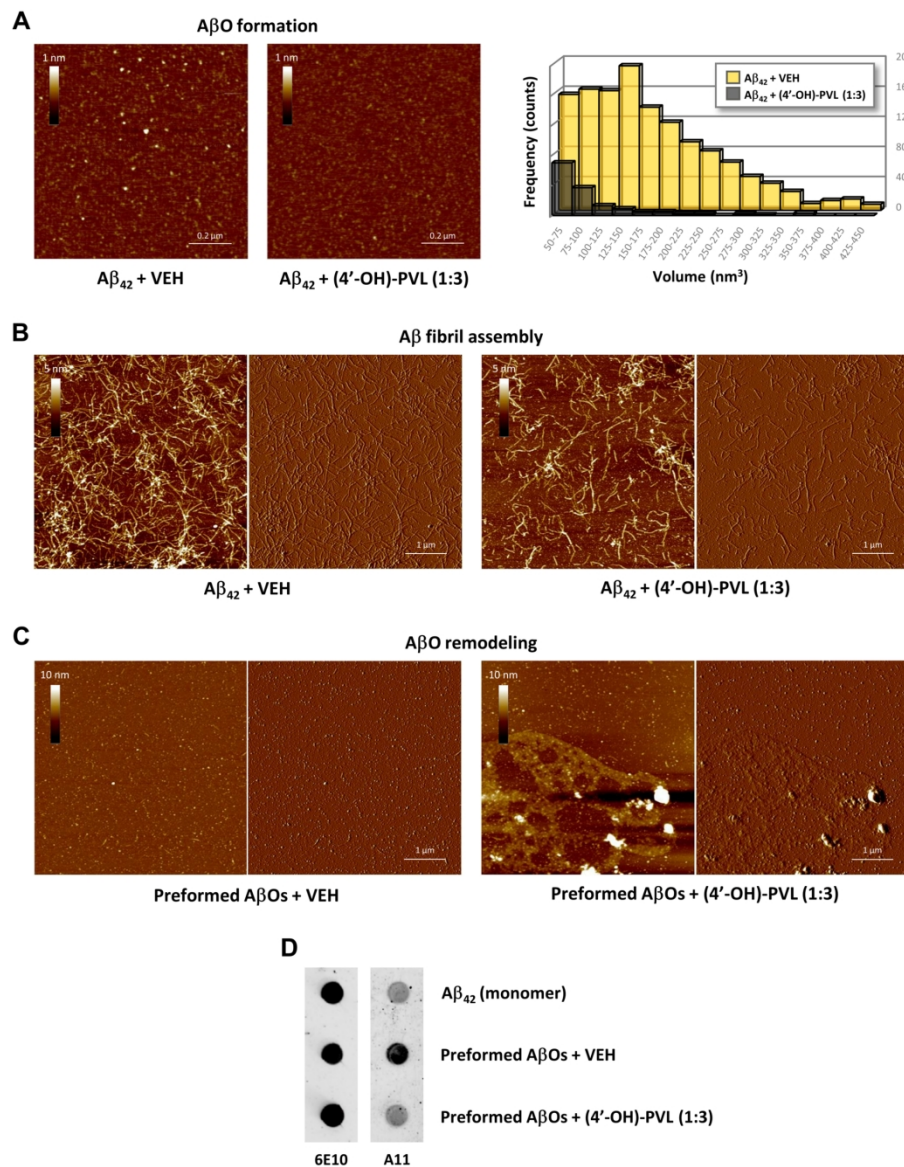 A
AβO formation
1 nm
0.2 µm
1 nm
0.2 µm
Aβ₄₂ + VEH
Aβ₄₂ + (4′-OH)-PVL (1:3)
Frequency (counts)
Aβ₄₂ + VEH
Aβ₄₂ + (4′-OH)-PVL (1:3)
20
16
12
80
40
0
50-75
75-100
100-125
125-150
150-175
175-200
200-225
225-250
250-275
275-300
300-325
325-350
350-375
375-400
400-425
425-450
Volume (nm³)
B
Aβ fibril assembly
5 nm
1 µm
5 nm
1 µm
Aβ₄₂ + VEH
Aβ₄₂ + (4′-OH)-PVL (1:3)
C
AβO remodeling
10 nm
1 µm
10 nm
1 µm
Preformed AβOs + VEH
Preformed AβOs + (4′-OH)-PVL (1:3)
D
Aβ₄₂ (monomer)
Preformed AβOs + VEH
Preformed AβOs + (4′-OH)-PVL (1:3)
6E10
A11